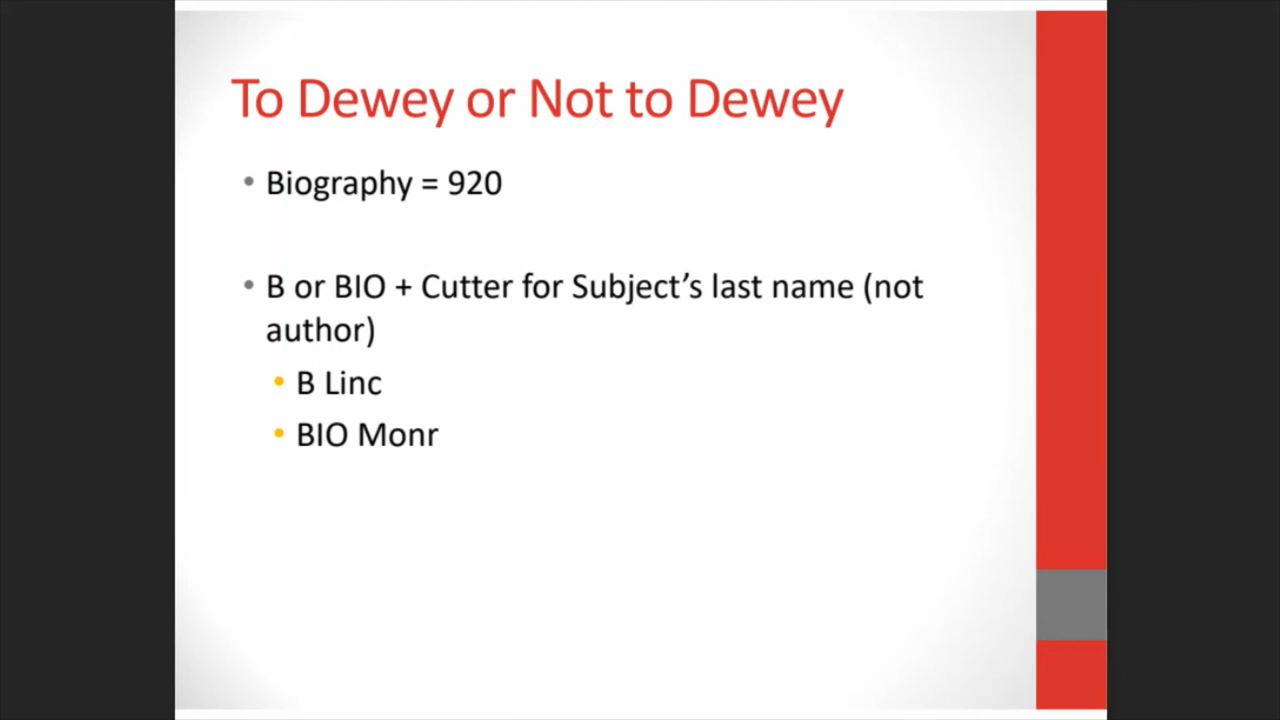 To Dewey or Not to Dewey
• Biography = 920
• B or BIO + Cutter for Subject’s last name (not
author)
• B Linc
• BIO Monr